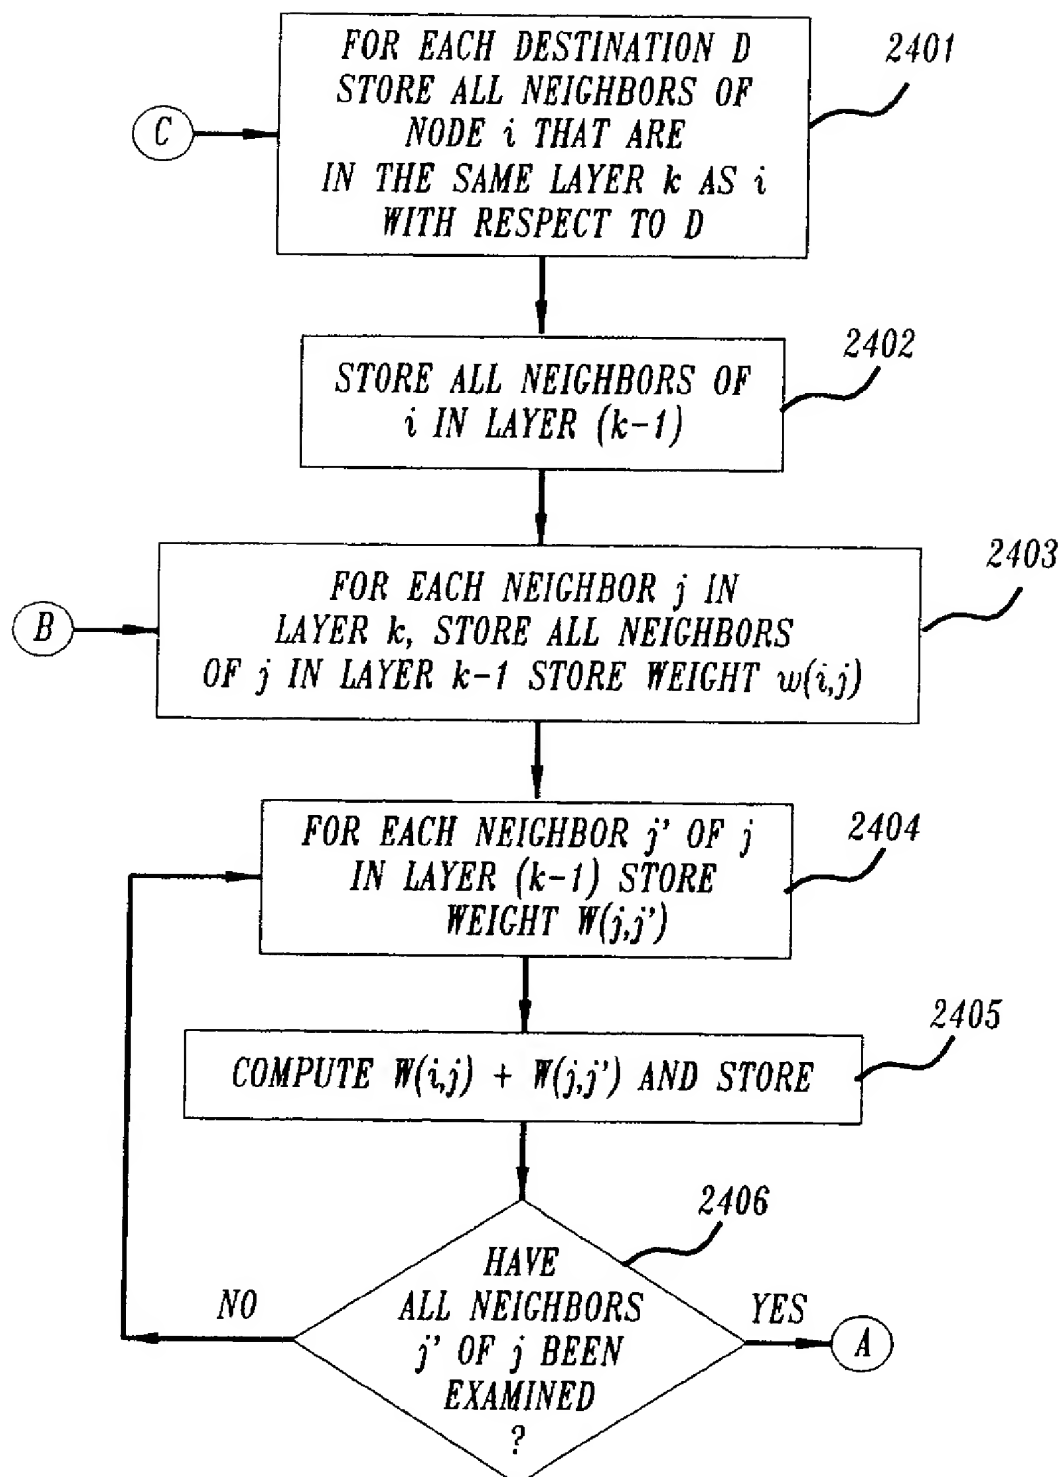 FOR EACH DESTINATION D
STORE ALL NEIGHBORS OF
NODE i THAT ARE
IN THE SAME LAYER k AS i
WITH RESPECT TO D
2401
C
STORE ALL NEIGHBORS OF
i IN LAYER (k-1)
2402
FOR EACH NEIGHBOR j IN
LAYER k, STORE ALL NEIGHBORS
OF j IN LAYER k-1 STORE WEIGHT w(i,j)
2403
B
FOR EACH NEIGHBOR j' OF j
IN LAYER (k-1) STORE
WEIGHT W(j,j')
2404
COMPUTE W(i,j) + W(j,j') AND STORE
2405
HAVE
ALL NEIGHBORS
j' OF j BEEN
EXAMINED
?
2406
NO
YES
A